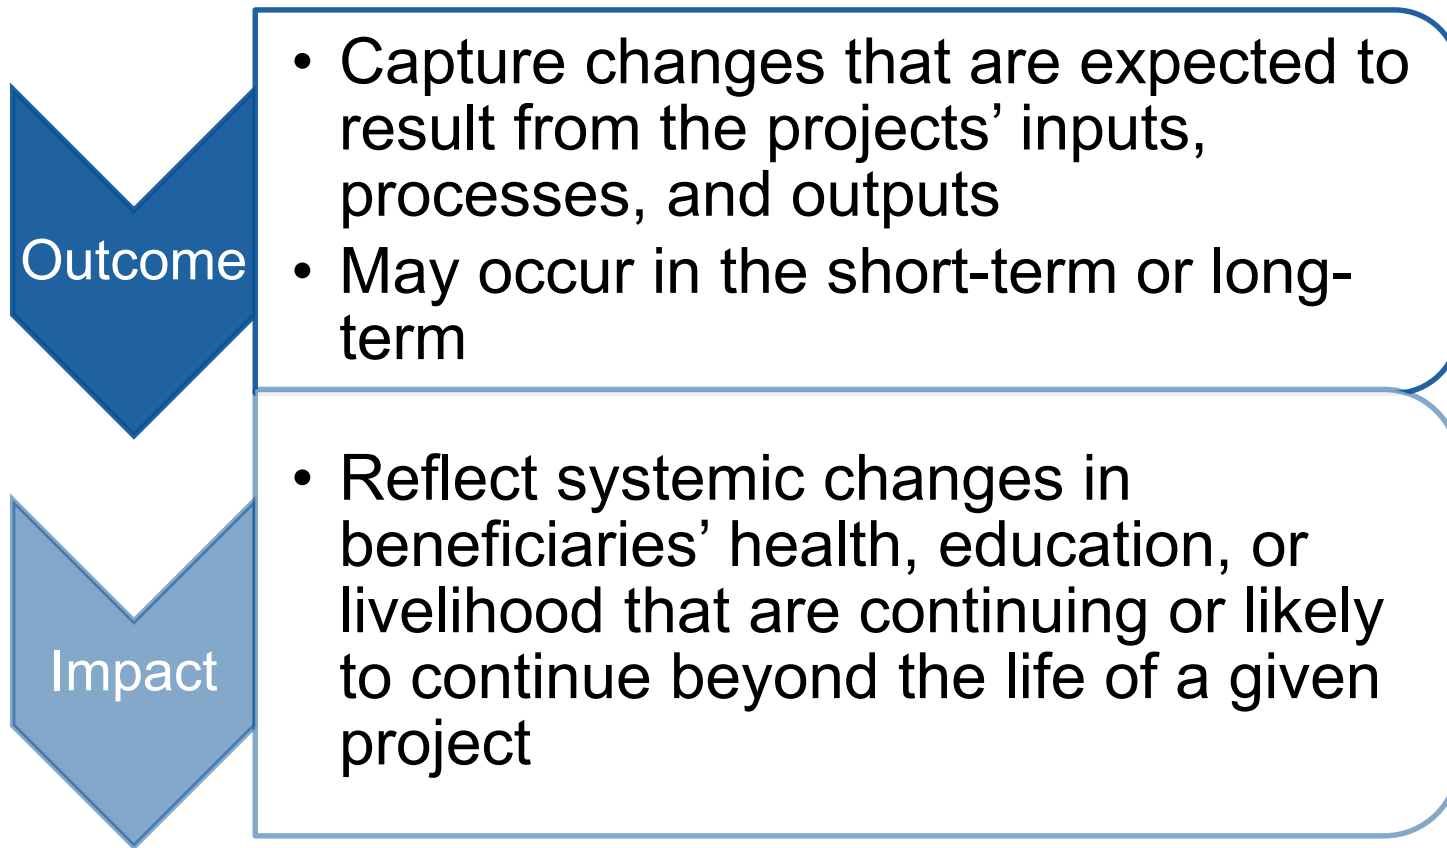 Outcome
• Capture changes that are expected to
result from the projects’ inputs,
processes, and outputs
• May occur in the short-term or long-
term
Impact
• Reflect systemic changes in
beneficiaries’ health, education, or
livelihood that are continuing or likely
to continue beyond the life of a given
project